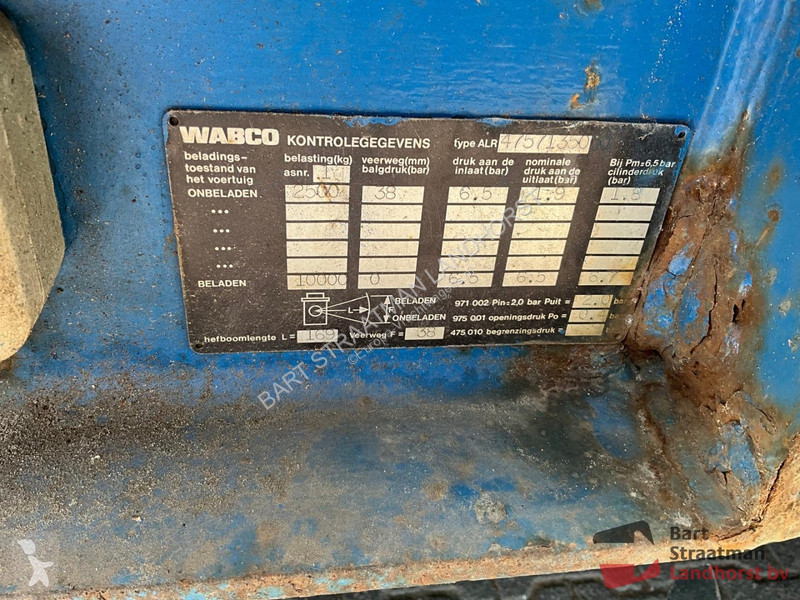 WABCO KONTROLEGEGEVENS type ALR
beladings-
toestand van
het voertuig
belasting(kg)
asnr.
veerweg(mm)
balgdruk(bar)
druk aan de
inlaat(bar)
nominale
druk aan de
uitlaat(bar)
Bij Pm=6,5 bar
cilinderdruk
(bar)
ONBELADEN 2500 38 6.5 1.8
•••
•••
•••
•••
BELADEN 10000 0 6.5 6.5
BELADEN
L F
ONBELADEN
971 002 Pin=2,0 bar Puit = 2.0
975 001 openingsdruk Po =
hefboomlengte L = 169 veerweg F = 38 475 010 begrenzingsdruk =
BART STRAATMAN LANDHORST
Bart
Straatman
Landhorst bv